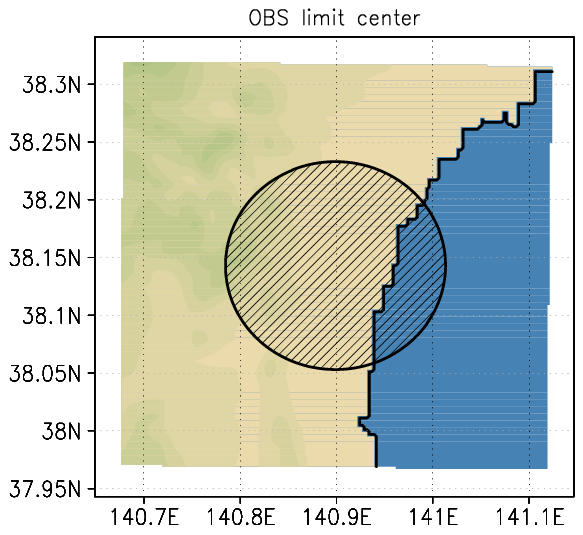 OBS limit center
38.3N
38.25N
38.2N
38.15N
38.1N
38.05N
38N
37.95N
140.7E 140.8E 140.9E 141E 141.1E